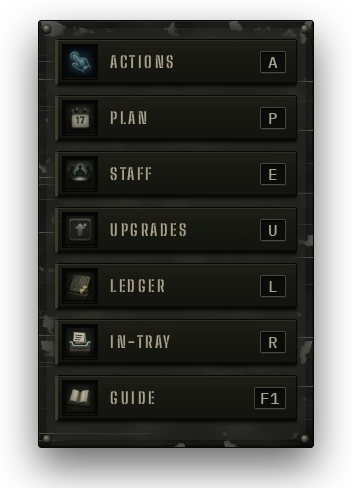 ACTIONS A
17 PLAN P
STAFF E
UPGRADES U
LEDGER L
IN-TRAY R
GUIDE F1